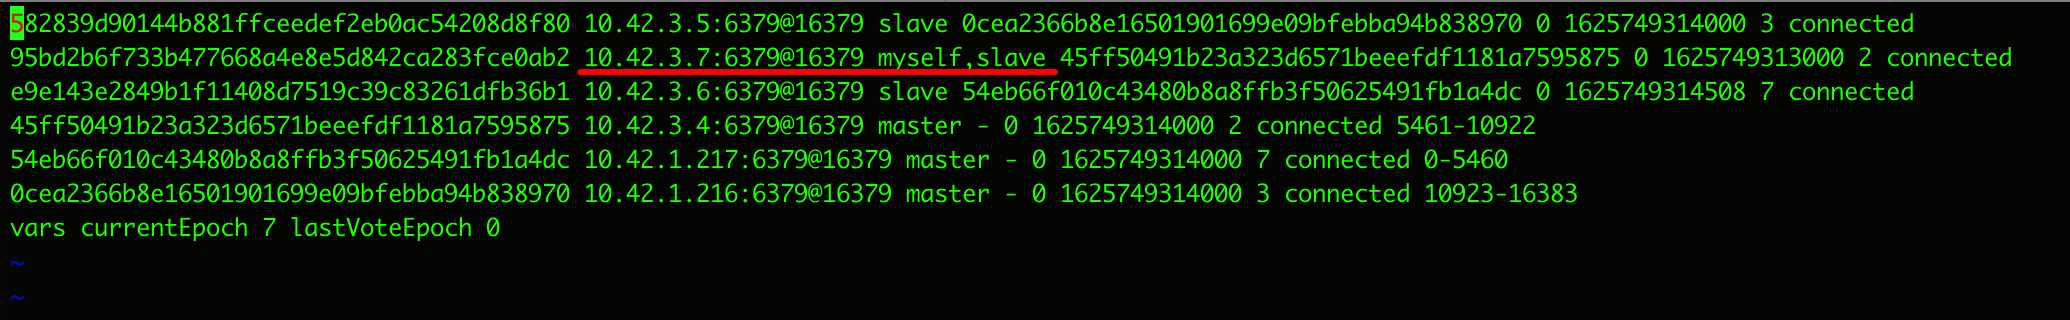 582839d90144b881ffceedef2eb0ac54208d8f80 10.42.3.5:6379@16379 slave 0cea2366b8e16501901699e09bfebba94b838970 0 1625749314000 3 connected
95bd2b6f733b477668a4e8e5d842ca283fce0ab2 10.42.3.7:6379@16379 myself,slave 45ff50491b23a323d6571beeefdf1181a7595875 0 1625749313000 2 connected
e9e143e2849b1f11408d7519c39c83261dfb36b1 10.42.3.6:6379@16379 slave 54eb66f010c43480b8a8ffb3f50625491fb1a4dc 0 1625749314508 7 connected
45ff50491b23a323d6571beeefdf1181a7595875 10.42.3.4:6379@16379 master - 0 1625749314000 2 connected 5461-10922
54eb66f010c43480b8a8ffb3f50625491fb1a4dc 10.42.1.217:6379@16379 master - 0 1625749314000 7 connected 0-5460
0cea2366b8e16501901699e09bfebba94b838970 10.42.1.216:6379@16379 master - 0 1625749314000 3 connected 10923-16383
vars currentEpoch 7 lastVoteEpoch 0
~
~